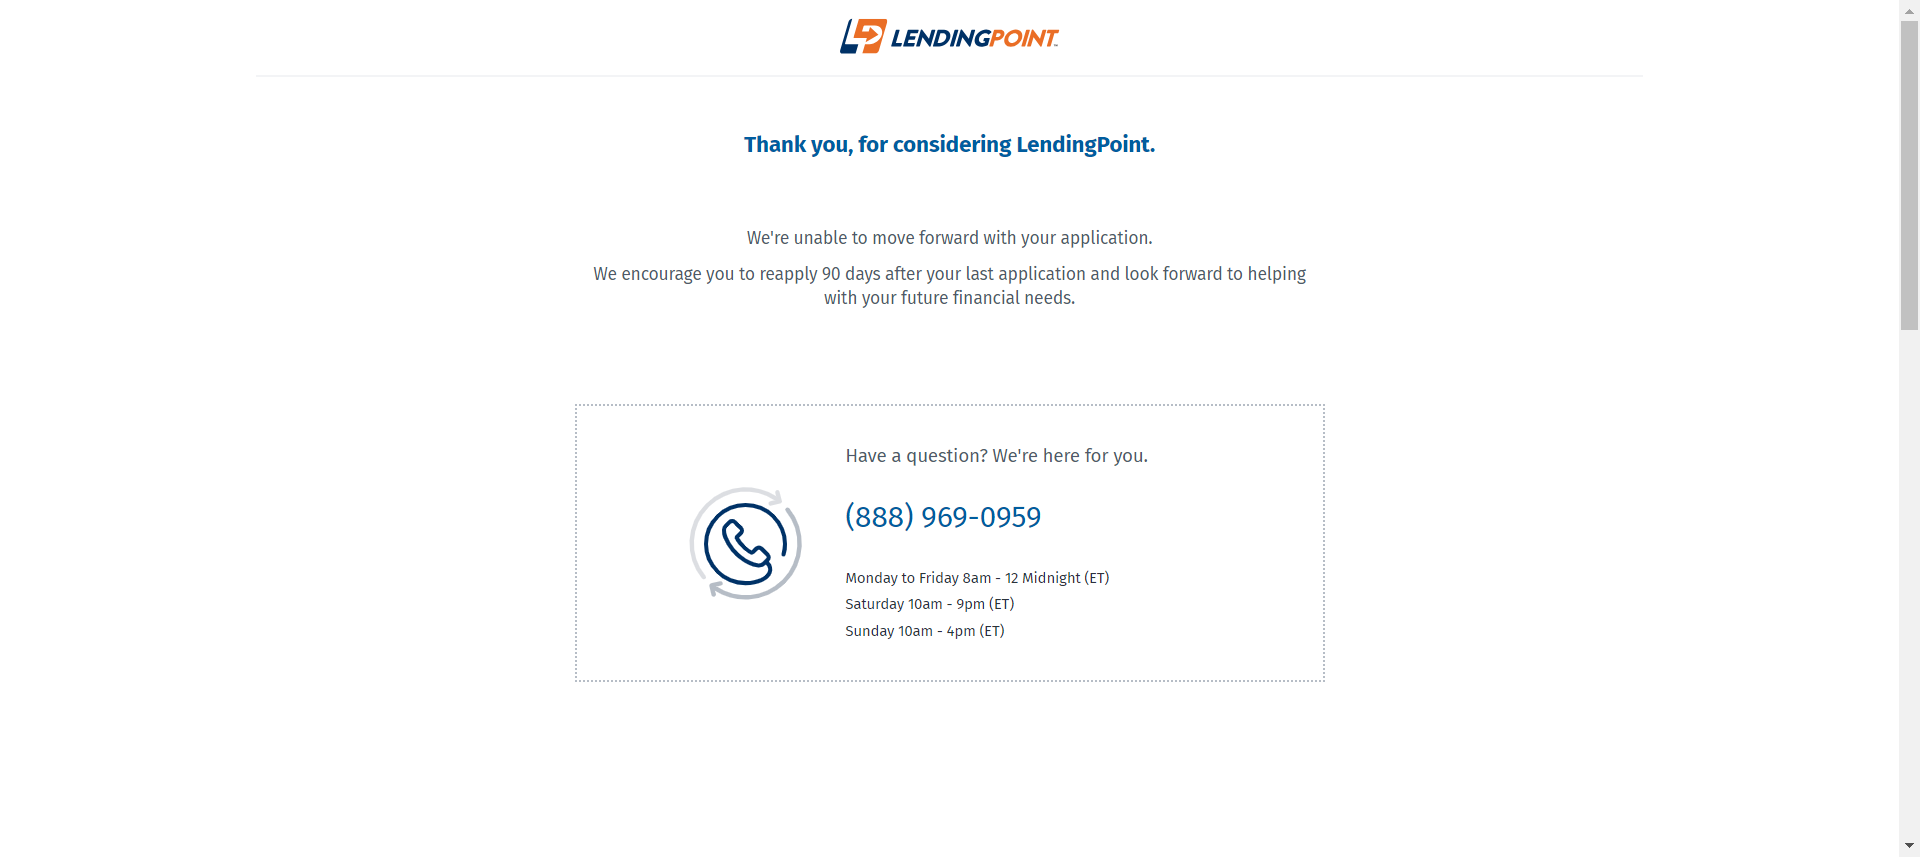 LENDINGPOINT
Thank you, for considering LendingPoint.
We're unable to move forward with your application.
We encourage you to reapply 90 days after your last application and look forward to helping
with your future financial needs.
Have a question? We're here for you.
(888) 969-0959
Monday to Friday 8am - 12 Midnight (ET)
Saturday 10am - 9pm (ET)
Sunday 10am - 4pm (ET)